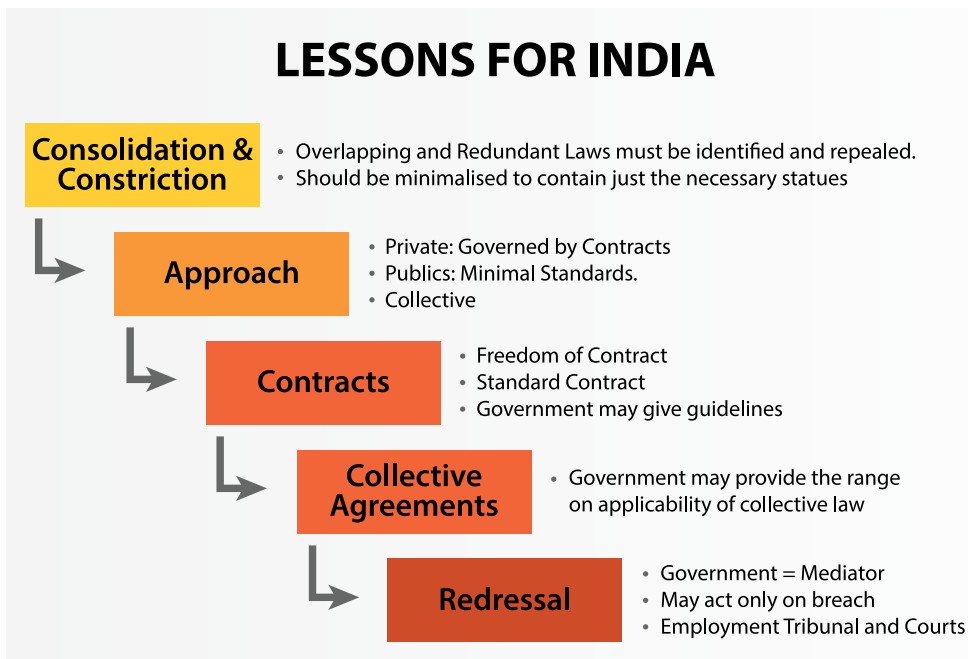 LESSONS FOR INDIA
Consolidation &
Constriction
• Overlapping and Redundant Laws must be identified and repealed.
• Should be minimalised to contain just the necessary statues
Approach
• Private: Governed by Contracts
• Publics: Minimal Standards.
• Collective
Contracts
• Freedom of Contract
• Standard Contract
• Government may give guidelines
Collective
Agreements
• Government may provide the range
on applicability of collective law
Redressal
• Government = Mediator
• May act only on breach
• Employment Tribunal and Courts